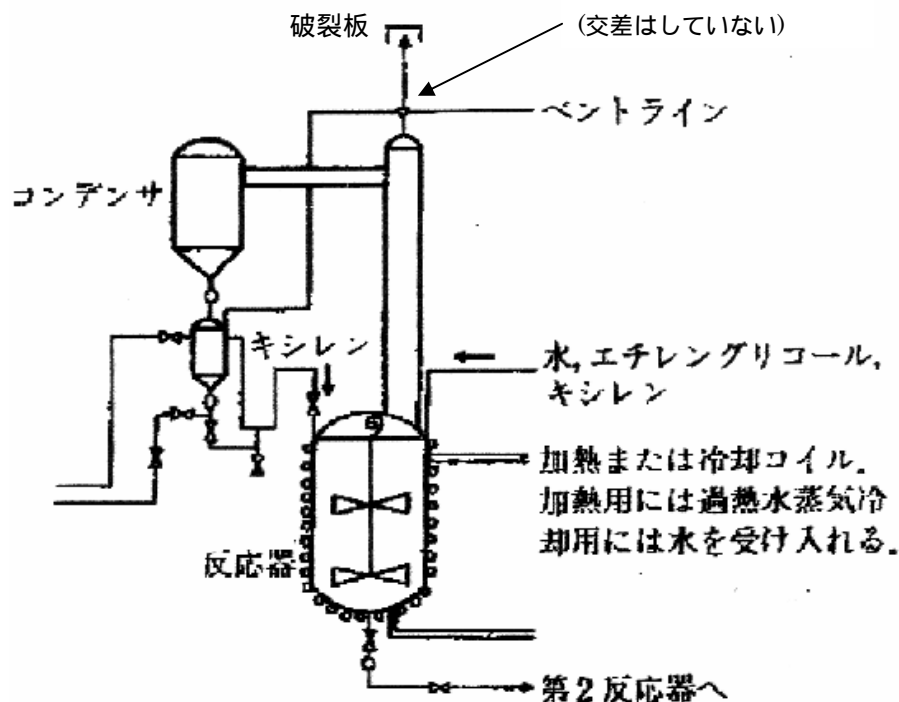 破裂板
(交差はしていない)
ベントライン
コンデンサ
キシレン
水,エチレングリコール,
キシレン
加熱または冷却コイル.
加熱用には過熱水蒸気冷
却用には水を受け入れる.
反応器
第2反応器へ